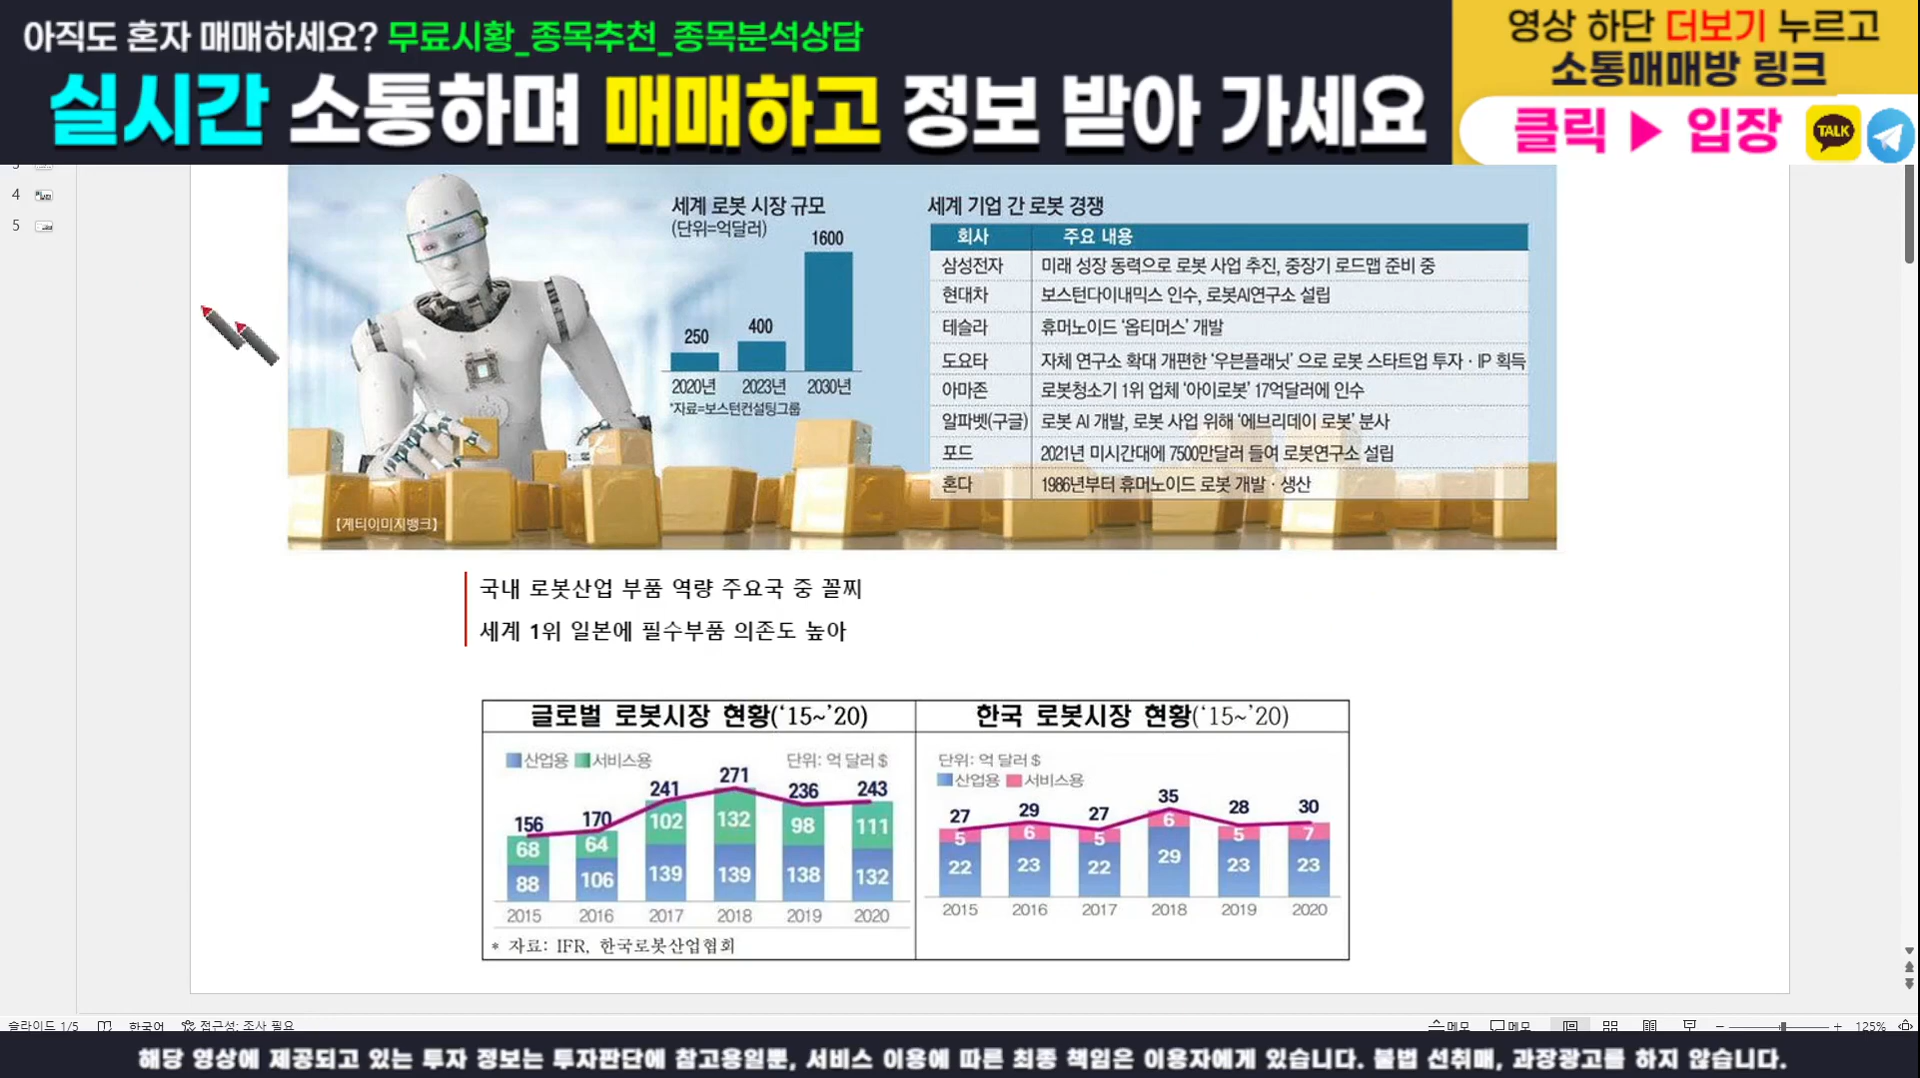 아직도 혼자 매매하세요? 무료시황_종목추천_종목분석상담
실시간 소통하며 매매하고 정보 받아 가세요
영상 하단 더보기 누르고
소통매매방 링크
클릭 ▶ 입장
TALK
4
5
세계 로봇 시장 규모
(단위=억달러)
250
400
1600
2020년
2023년
2030년
*자료=보스턴컨설팅그룹
【게티이미지뱅크】
세계 기업 간 로봇 경쟁
회사 주요 내용
삼성전자 미래 성장 동력으로 로봇 사업 추진, 중장기 로드맵 준비 중
현대차 보스턴다이내믹스 인수, 로봇AI연구소 설립
테슬라 휴머노이드 ‘옵티머스’ 개발
도요타 자체 연구소 확대 개편한 ‘우븐플래닛’ 으로 로봇 스타트업 투자·IP 획득
아마존 로봇청소기 1위 업체 ‘아이로봇’ 17억달러에 인수
알파벳(구글) 로봇 AI 개발, 로봇 사업 위해 ‘에브리데이 로봇’ 분사
포드 2021년 미시간대에 7500만달러 들여 로봇연구소 설립
혼다 1986년부터 휴머노이드 로봇 개발·생산
국내 로봇산업 부품 역량 주요국 중 꼴찌
세계 1위 일본에 필수부품 의존도 높아
글로벌 로봇시장 현황(‘15~’20)
산업용 서비스용 단위: 억 달러 $
156 170 241 271 236 243
68 64 102 132 98 111
88 106 139 139 138 132
2015 2016 2017 2018 2019 2020
* 자료: IFR, 한국로봇산업협회
한국 로봇시장 현황(‘15~’20)
단위: 억 달러 $
산업용 서비스용
27 29 27 35 28 30
5 6 5 6 5 7
22 23 22 29 23 23
2015 2016 2017 2018 2019 2020
슬라이드 1/5 한국어 접근성: 조사 필요
메모 메모 125%
해당 영상에 제공되고 있는 투자 정보는 투자판단에 참고용일뿐, 서비스 이용에 따른 최종 책임은 이용자에게 있습니다. 불법 선취매, 과장광고를 하지 않습니다.